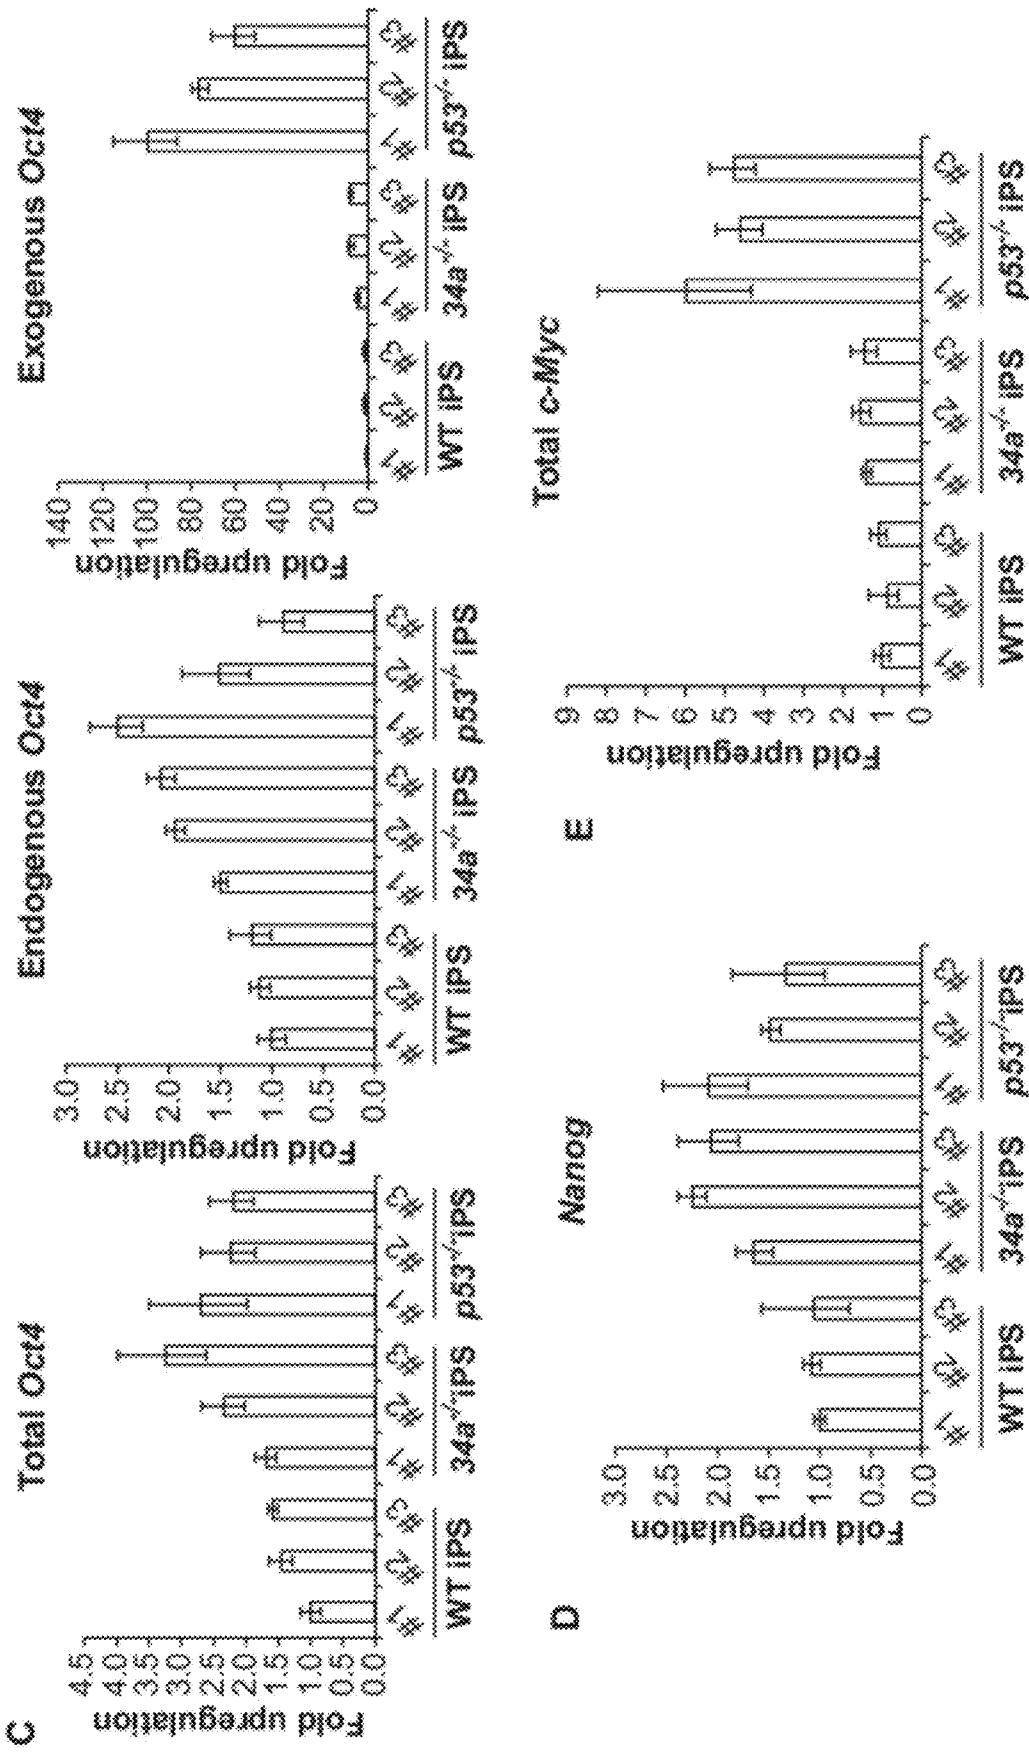 C
Total Oct4
Fold upregulation
4.5
4.0
3.5
3.0
2.5
2.0
1.5
1.0
0.5
0.0
#1 #2 #3 #1 #2 #3 #1 #2 #3
WT iPS 34a-/-iPS p53-/-iPS
Endogenous Oct4
Fold upregulation
3.0
2.5
2.0
1.5
1.0
0.5
0.0
#1 #2 #3 #1 #2 #3 #1 #2 #3
WT iPS 34a-/- iPS p53-/- iPS
Exogenous Oct4
Fold upregulation
140
120
100
80
60
40
20
0
#1 #2 #3 #1 #2 #3 #1 #2 #3
WT iPS 34a-/- iPS p53-/- iPS
D
Nanog
Fold upregulation
3.0
2.5
2.0
1.5
1.0
0.5
0.0
#1 #2 #3 #1 #2 #3 #1 #2 #3
WT iPS 34a-/-iPS p53-/-iPS
E
Total c-Myc
Fold upregulation
9
8
7
6
5
4
3
2
1
0
#1 #2 #3 #1 #2 #3 #1 #2 #3
WT iPS 34a-/- iPS p53-/- iPS